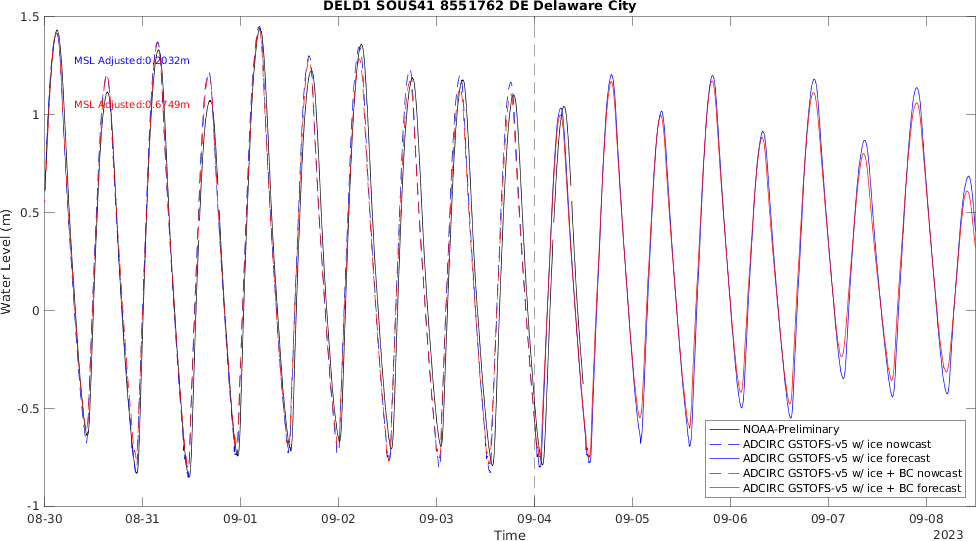 DELD1 SOUS41 8551762 DE Delaware City
1.5
MSL Adjusted:0.2032m
MSL Adjusted:0.6749m
1
0.5
Water Level (m)
0
-0.5
NOAA-Preliminary
ADCIRC GSTOFS-v5 w/ ice nowcast
ADCIRC GSTOFS-v5 w/ ice forecast
ADCIRC GSTOFS-v5 w/ ice + BC nowcast
ADCIRC GSTOFS-v5 w/ ice + BC forecast
-1
08-30 08-31 09-01 09-02 09-03 09-04 09-05 09-06 09-07 09-08
Time 2023